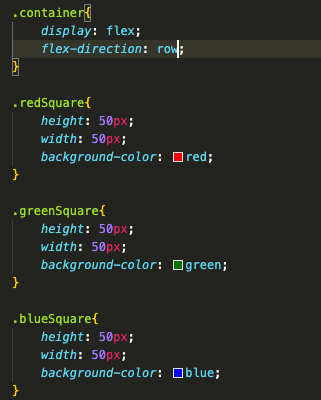 .container{
display: flex;
flex-direction: row;
}
.redSquare{
height: 50px;
width: 50px;
background-color: red;
}
.greenSquare{
height: 50px;
width: 50px;
background-color: green;
}
.blueSquare{
height: 50px;
width: 50px;
background-color: blue;
}